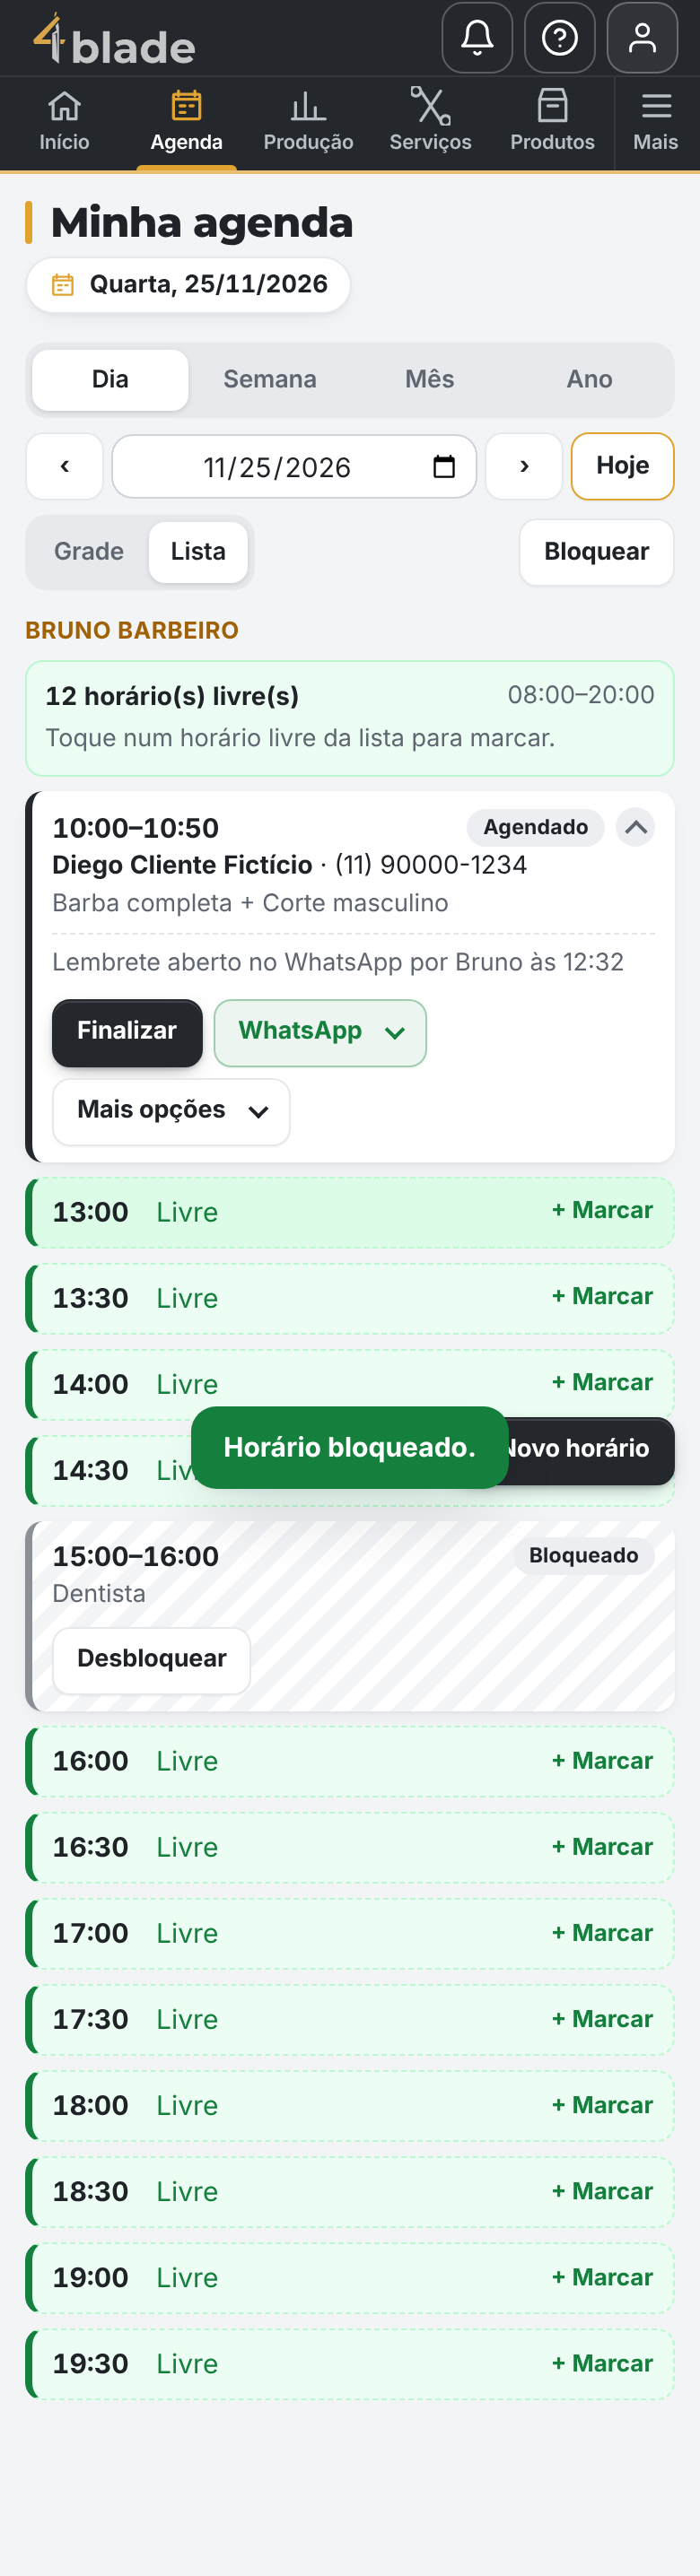 4blade
Início Agenda Produção Serviços Produtos Mais
Minha agenda
Quarta, 25/11/2026
Dia Semana Mês Ano
‹ 11/25/2026 › Hoje
Grade Lista Bloquear
BRUNO BARBEIRO
12 horário(s) livre(s) 08:00–20:00
Toque num horário livre da lista para marcar.
10:00–10:50 Agendado
Diego Cliente Fictício · (11) 90000-1234
Barba completa + Corte masculino
Lembrete aberto no WhatsApp por Bruno às 12:32
Finalizar WhatsApp
Mais opções
13:00 Livre + Marcar
13:30 Livre + Marcar
14:00 Livre + Marcar
Horário bloqueado. Novo horário
14:30
15:00–16:00 Bloqueado
Dentista
Desbloquear
16:00 Livre + Marcar
16:30 Livre + Marcar
17:00 Livre + Marcar
17:30 Livre + Marcar
18:00 Livre + Marcar
18:30 Livre + Marcar
19:00 Livre + Marcar
19:30 Livre + Marcar